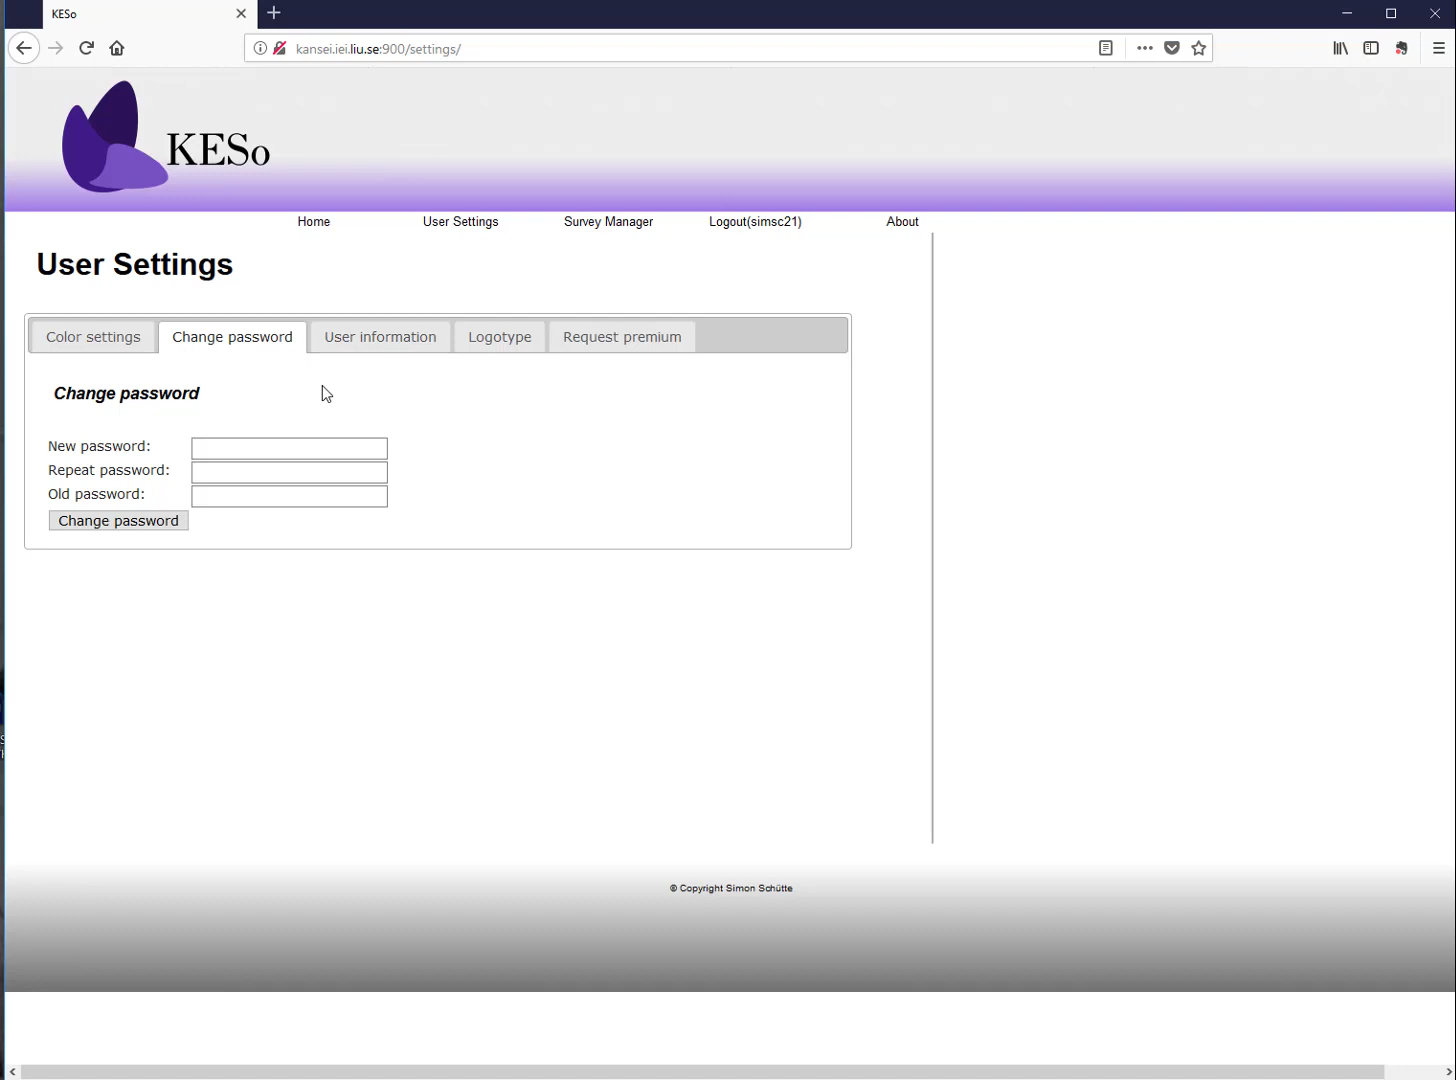 KESo
kansei.iei.liu.se:900/settings/
KESo
Home User Settings Survey Manager Logout(simsc21) About
User Settings
Color settings Change password User information Logotype Request premium
Change password
New password:
Repeat password:
Old password:
Change password
© Copyright Simon Schütte